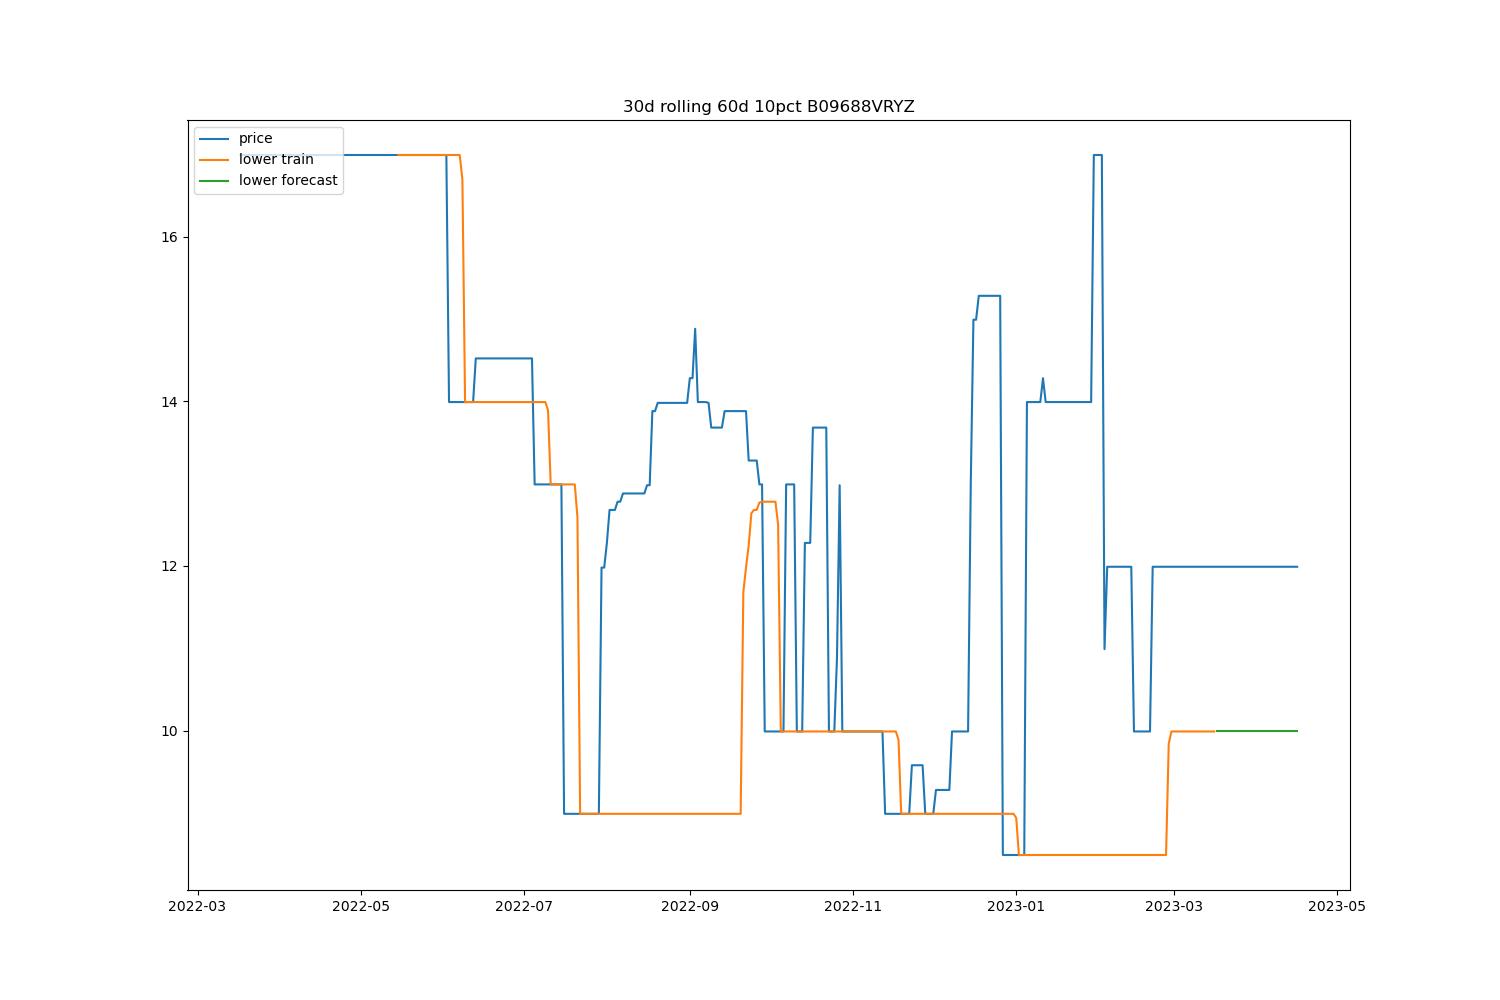 30d rolling 60d 10pct B09688VRYZ
price
lower train
lower forecast
16
14
12
10
2022-03 2022-05 2022-07 2022-09 2022-11 2023-01 2023-03 2023-05